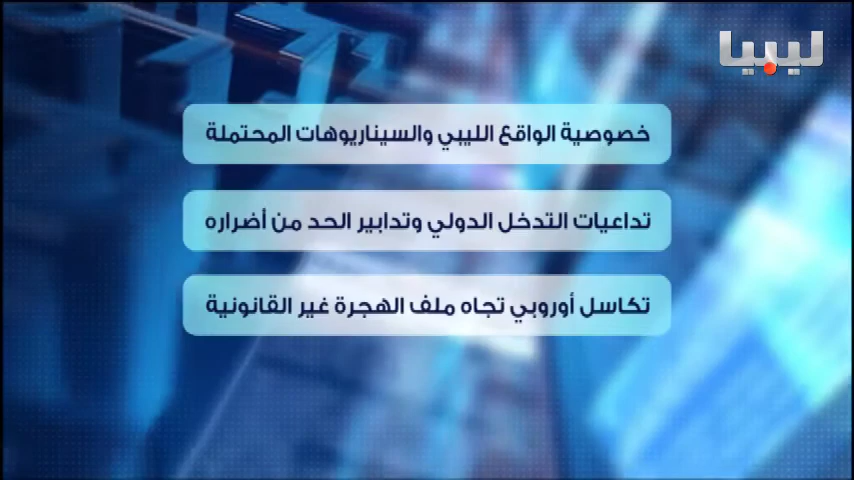 ليبيا
خصوصية الواقع الليبي والسيناريوهات المحتملة
تداعيات التدخل الدولي وتدابير الحد من أضراره
تكاسل أوروبي تجاه ملف الهجرة غير القانونية